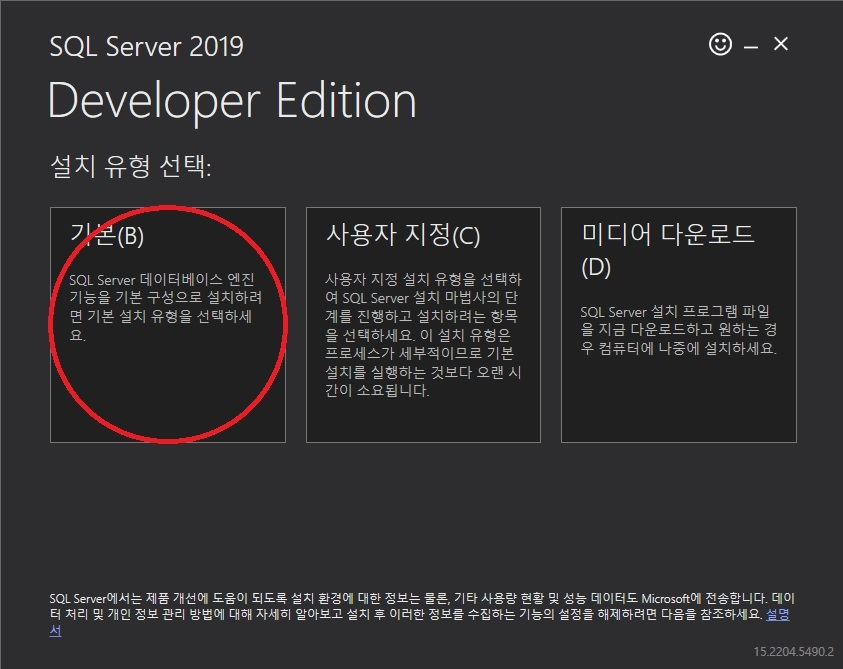 SQL Server 2019
Developer Edition
설치 유형 선택:
기본(B)
SQL Server 데이터베이스 엔진
기능을 기본 구성으로 설치하려
면 기본 설치 유형을 선택하세
요.
사용자 지정(C)
사용자 지정 설치 유형을 선택하
여 SQL Server 설치 마법사의 단
계를 진행하고 설치하려는 항목
을 선택하세요. 이 설치 유형은
프로세스가 세부적이므로 기본
설치를 실행하는 것보다 오랜 시
간이 소요됩니다.
미디어 다운로드
(D)
SQL Server 설치 프로그램 파일
을 지금 다운로드하고 원하는 경
우 컴퓨터에 나중에 설치하세요.
SQL Server에서는 제품 개선에 도움이 되도록 설치 환경에 대한 정보는 물론, 기타 사용량 현황 및 성능 데이터도 Microsoft에 전송합니다. 데이
터 처리 및 개인 정보 관리 방법에 대해 자세히 알아보고 설치 후 이러한 정보를 수집하는 기능의 설정을 해제하려면 다음을 참조하세요. 설명
서
15.2204.5490.2